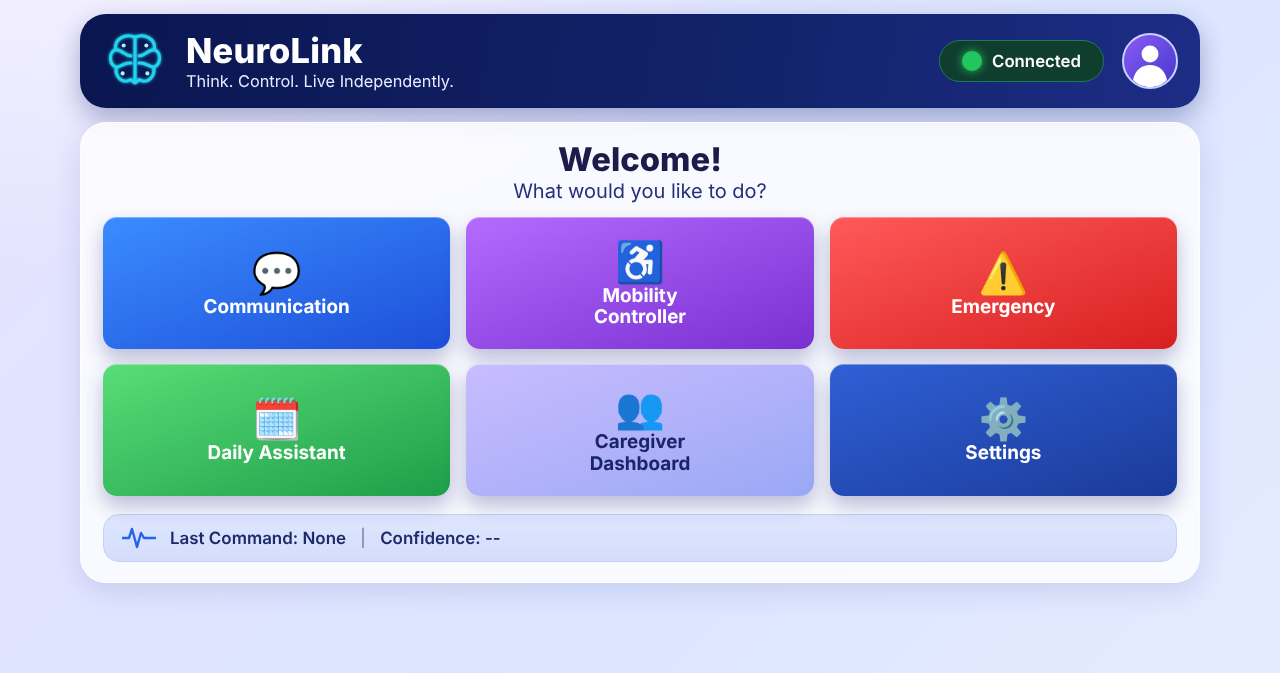 NeuroLink
Think. Control. Live Independently.
Connected
Welcome!
What would you like to do?
Communication
Mobility
Controller
Emergency
Daily Assistant
Caregiver
Dashboard
Settings
Last Command: None | Confidence: --